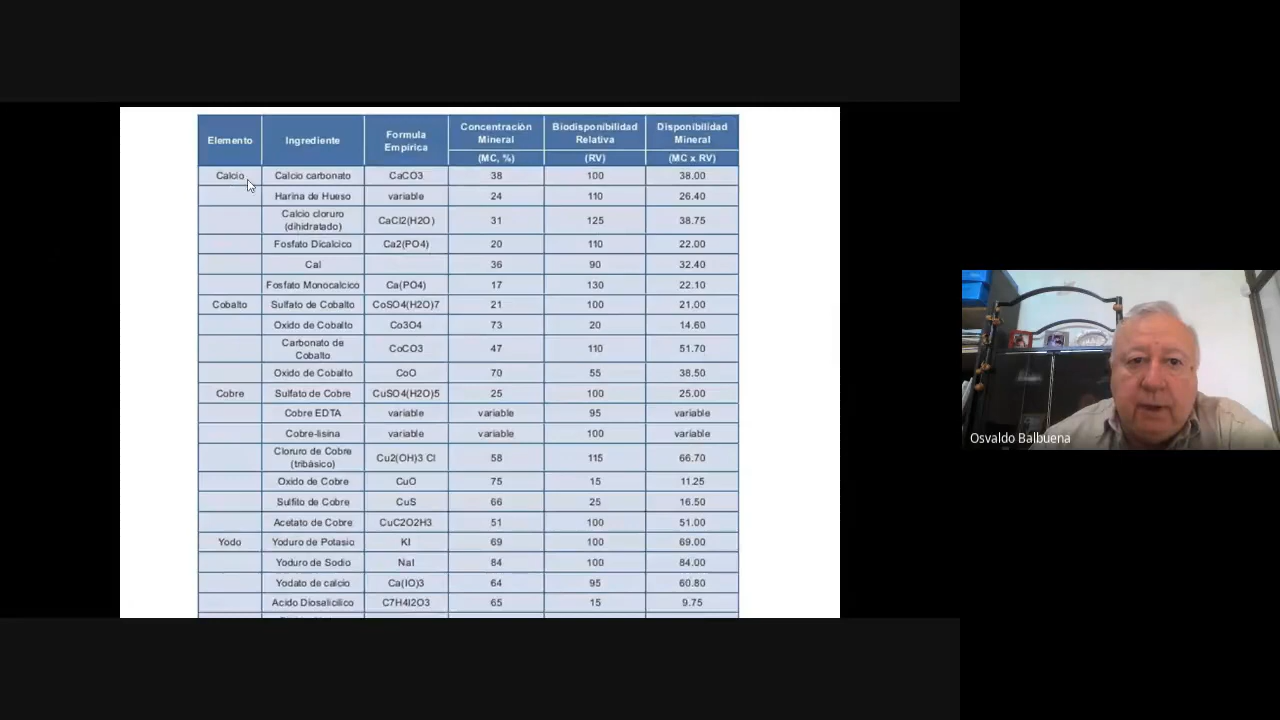 Elemento Ingrediente Formula Empírica Concentración Mineral Biodisponibilidad Relativa Disponibilidad Mineral
(MC, %) (RV) (MC x RV)
Calcio Calcio carbonato CaCO3 38 100 38.00
Harina de Hueso variable 24 110 26.40
Calcio cloruro (dihidratado) CaCl2(H2O) 31 125 38.75
Fosfato Dicalcico Ca2(PO4) 20 110 22.00
Cal 36 90 32.40
Fosfato Monocalcico Ca(PO4) 17 130 22.10
Cobalto Sulfato de Cobalto CoSO4(H2O)7 21 100 21.00
Oxido de Cobalto Co3O4 73 20 14.60
Carbonato de Cobalto CoCO3 47 110 51.70
Oxido de Cobalto CoO 70 55 38.50
Cobre Sulfato de Cobre CuSO4(H2O)5 25 100 25.00
Cobre EDTA variable variable 95 variable
Cobre-lisina variable variable 100 variable
Cloruro de Cobre (tribásico) Cu2(OH)3 Cl 58 115 66.70
Oxido de Cobre CuO 75 15 11.25
Sulfito de Cobre CuS 66 25 16.50
Acetato de Cobre CuC2O2H3 51 100 51.00
Yodo Yoduro de Potasio KI 69 100 69.00
Yoduro de Sodio NaI 84 100 84.00
Yodato de calcio Ca(IO)3 64 95 60.80
Acido Diosalicilico C7H4I2O3 65 15 9.75
Osvaldo Balbuena